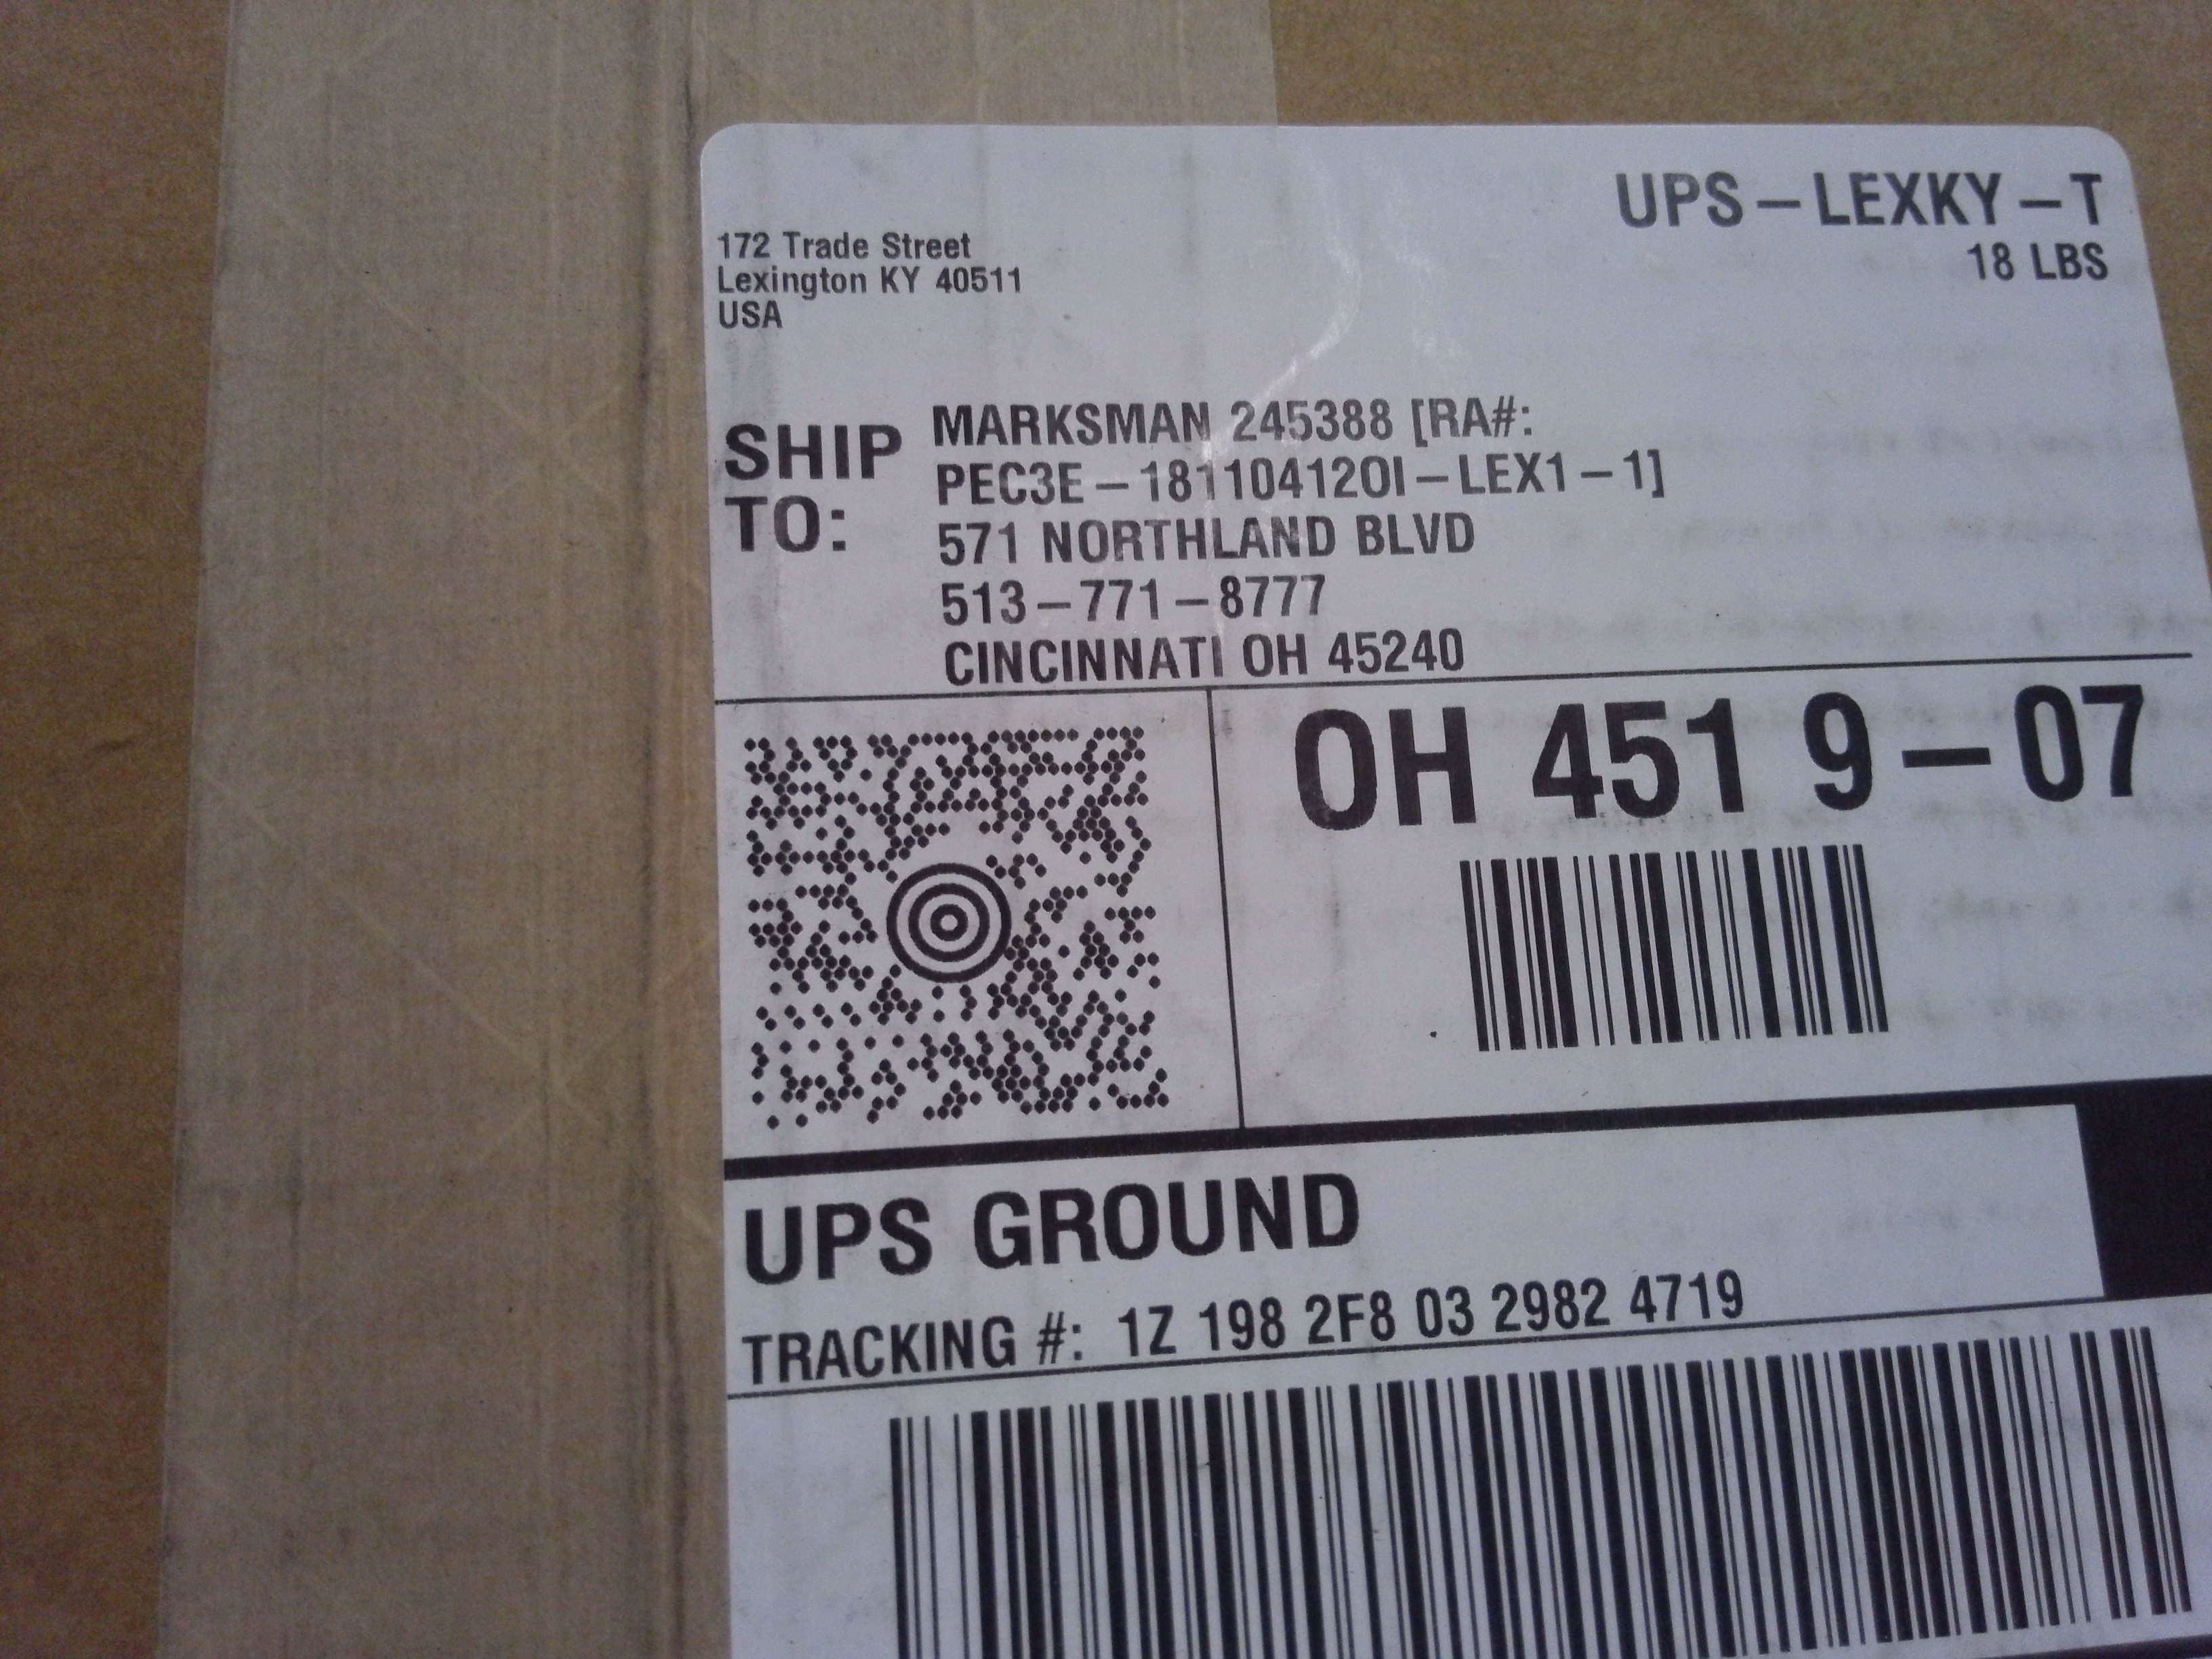 UPS-LEXKY-T
18 LBS
172 Trade Street
Lexington KY 40511
USA
SHIP TO:
MARKSMAN 245388 [RA#:
PEC3E-181104120I-LEX1-1]
571 NORTHLAND BLVD
513-771-8777
CINCINNATI OH 45240
OH 451 9-07
UPS GROUND
TRACKING #: 1Z 198 2F8 03 2982 4719